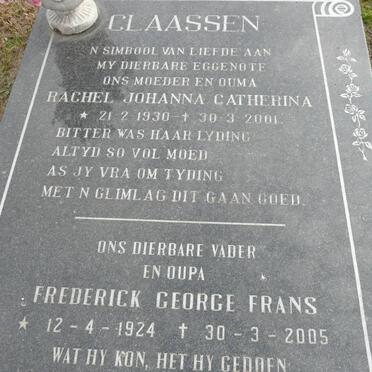 CLAASSEN
'N SIMBOOL VAN LIEFDE AAN
MY DIERBARE EGGENOTE
ONS MOEDER EN OUMA
RACHEL JOHANNA CATHERINA
* 21-2-1930 - † 30-3-2001
BITTER WAS HAAR LYDING
ALTYD SO VOL MOED
AS JY VRA OM TYDING
MET 'N GLIMLAG DIT GAAN GOED.
ONS DIERBARE VADER
EN OUPA
FREDERICK GEORGE FRANS
* 12-4-1924 † 30-3-2005
WAT HY KON, HET HY GEDOEN